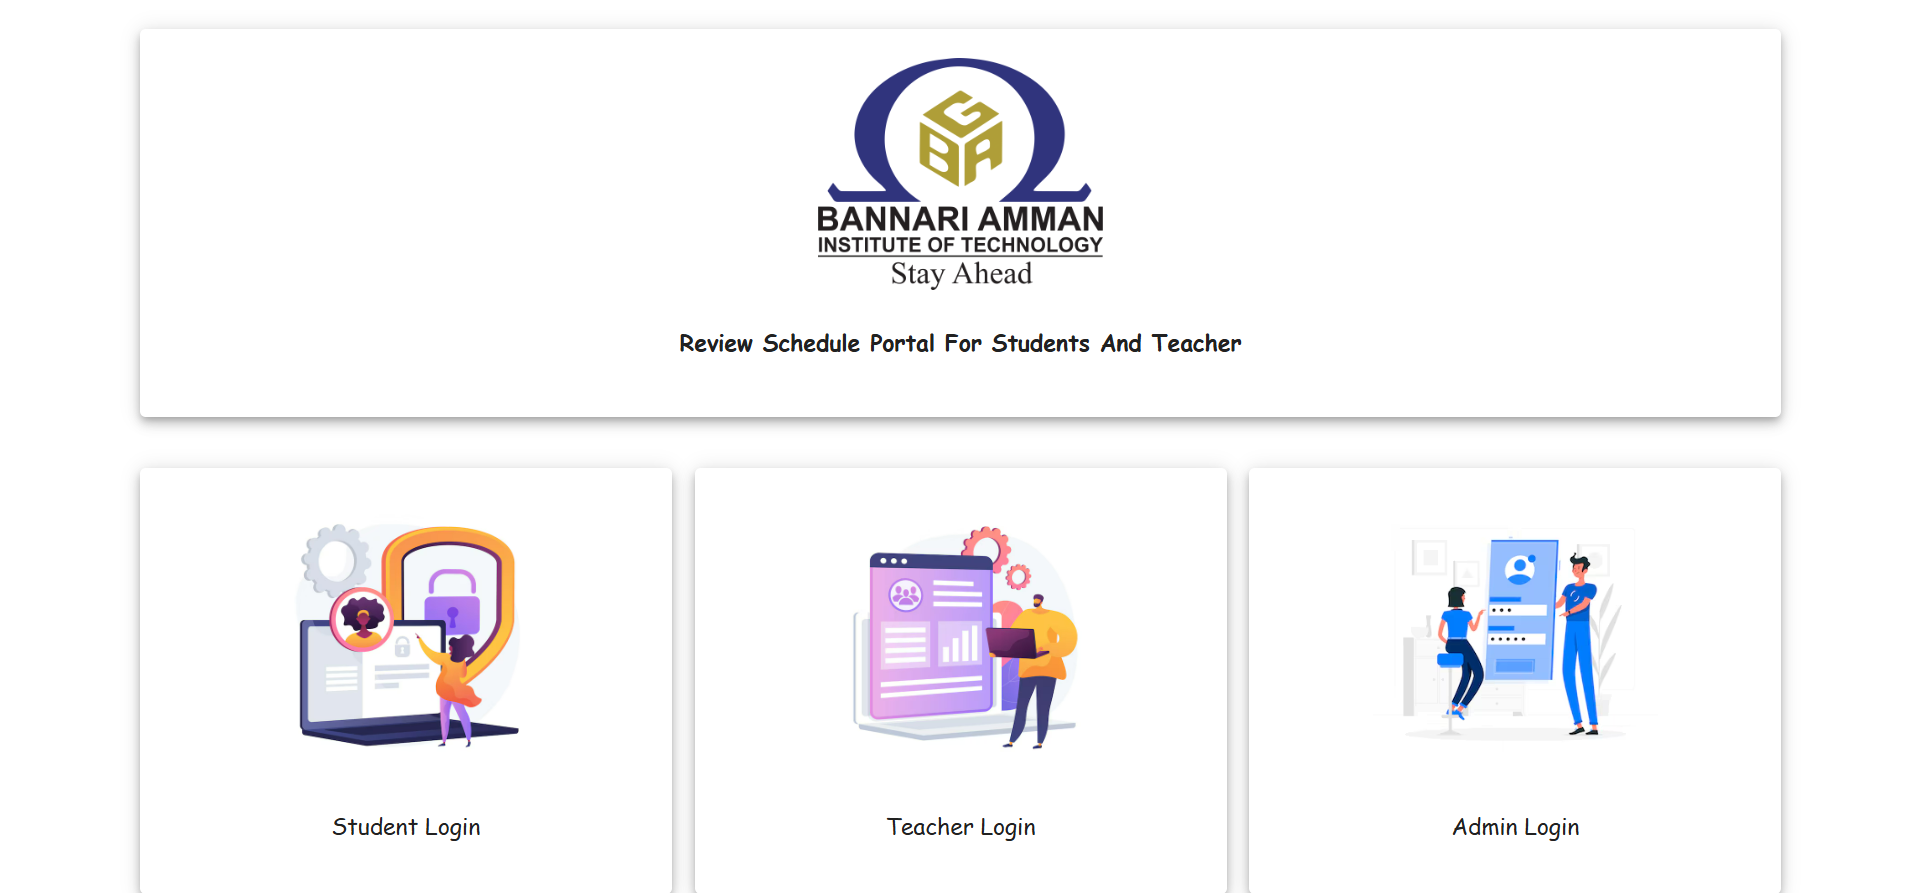 G
B A
BANNARI AMMAN
INSTITUTE OF TECHNOLOGY
Stay Ahead
Review Schedule Portal For Students And Teacher
Student Login
Teacher Login
Admin Login